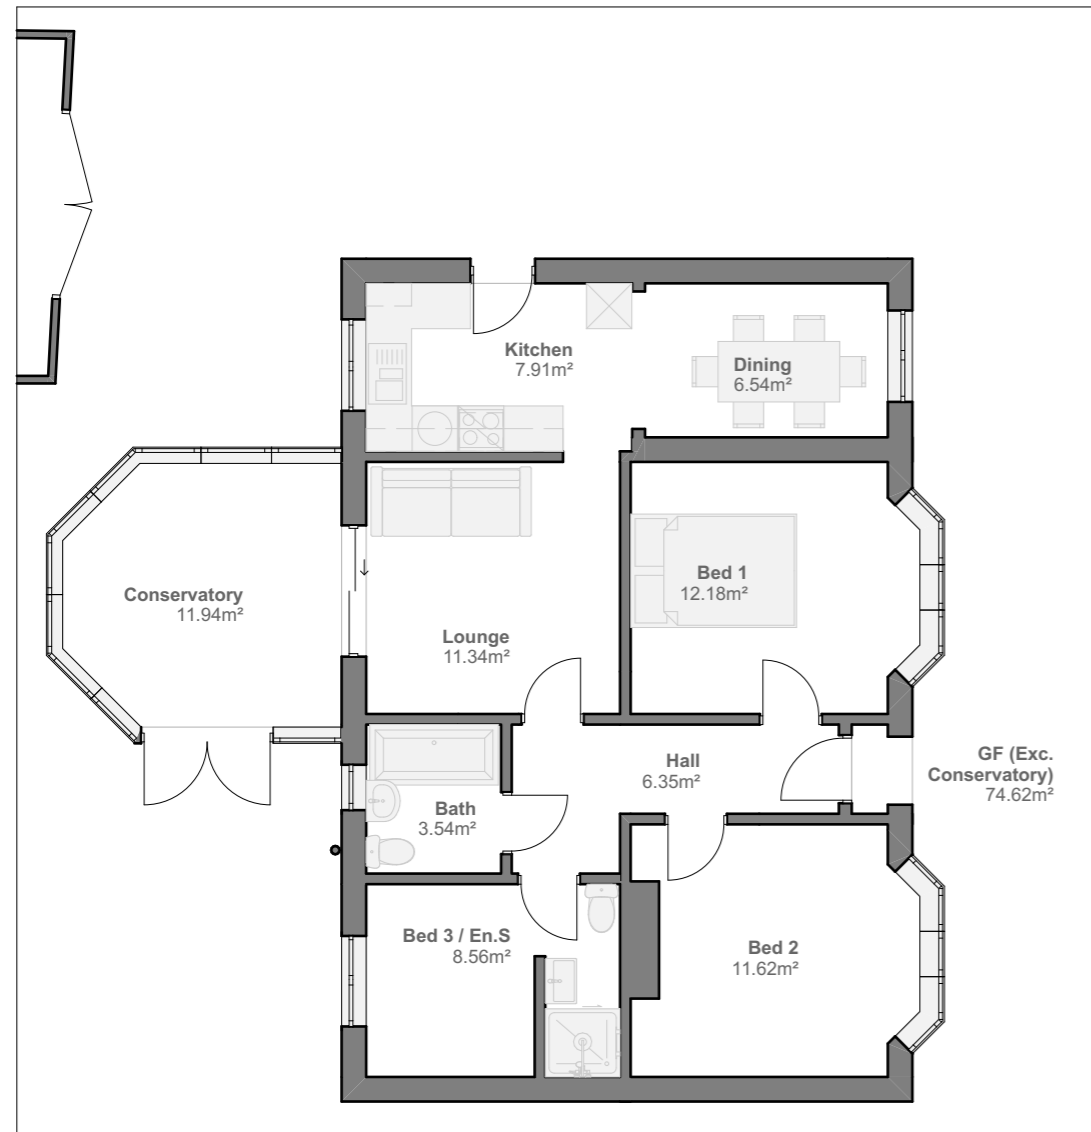 Kitchen
7.91m²
Dining
6.54m²
Conservatory
11.94m²
Bed 1
12.18m²
Lounge
11.34m²
Hall
6.35m²
GF (Exc.
Conservatory)
74.62m²
Bath
3.54m²
Bed 3 / En.S
8.56m²
Bed 2
11.62m²